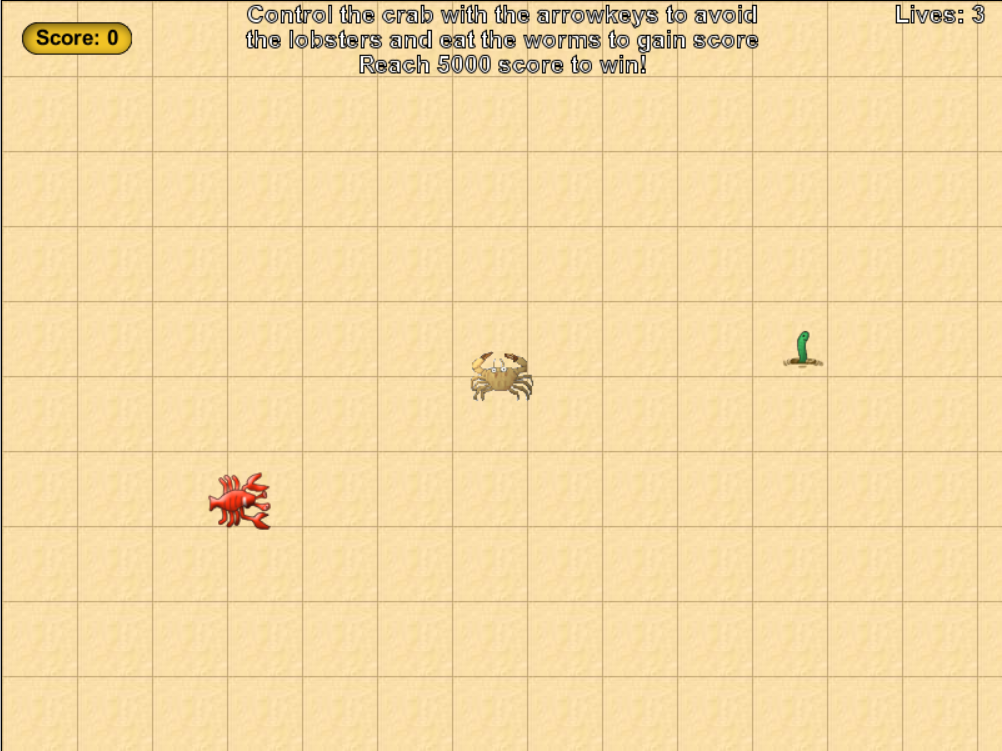 Score: 0
Control the crab with the arrowkeys to avoid
the lobsters and eat the worms to gain score
Reach 5000 score to win!
Lives: 3